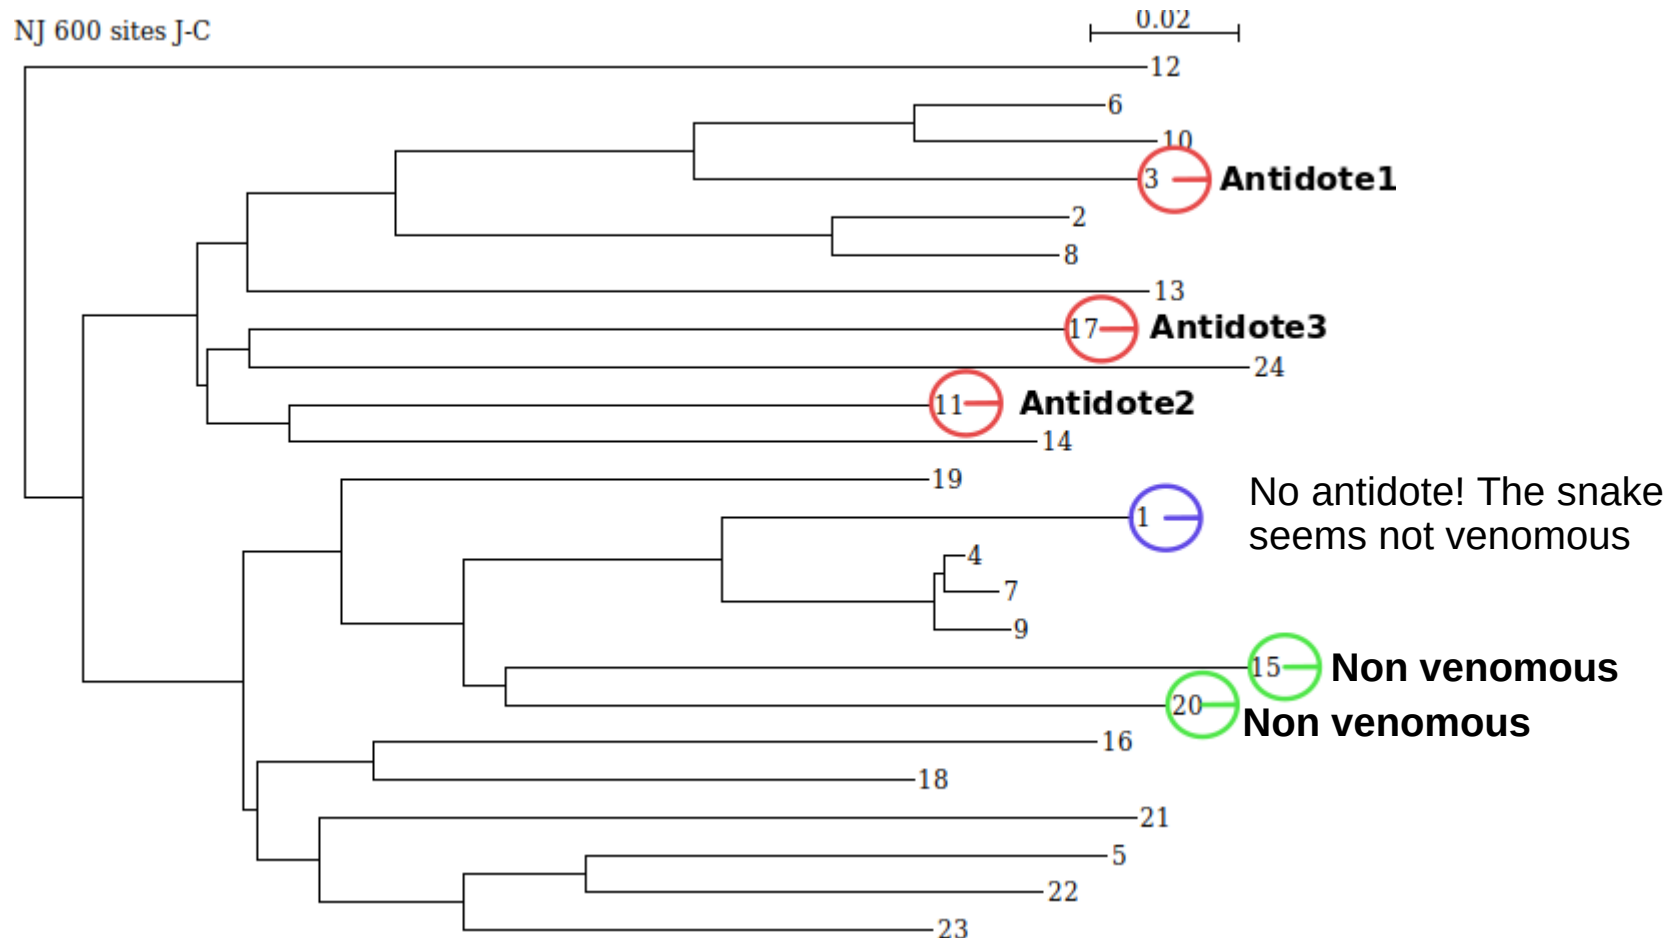 NJ 600 sites J-C
0.02
12
6
10
3 Antidote1
2
8
13
17 Antidote3
24
11 Antidote2
14
19
1 No antidote! The snake
seems not venomous
4
7
9
15 Non venomous
20 Non venomous
16
18
21
5
22
23